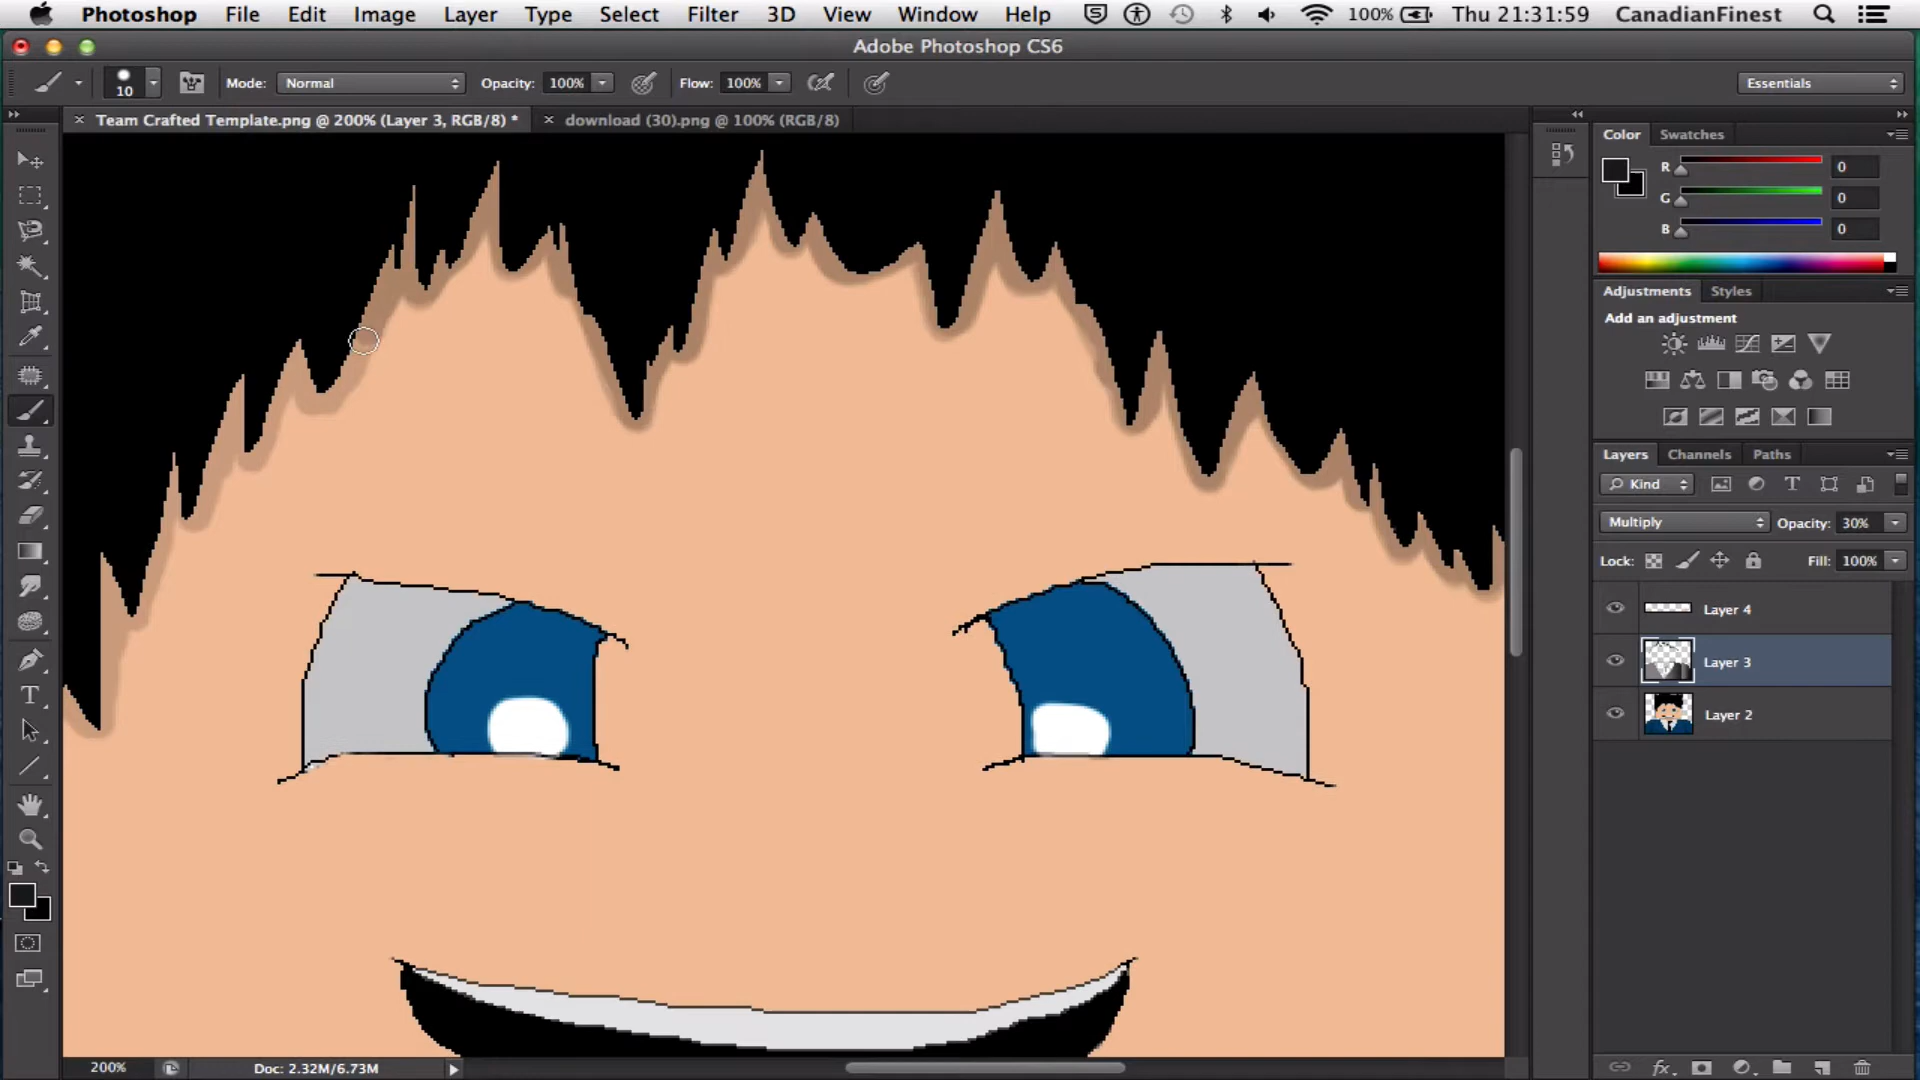 Photoshop File Edit Image Layer Type Select Filter 3D View Window Help 100% Thu 21:31:59 CanadianFinest
Adobe Photoshop CS6
10 Mode: Normal Opacity: 100% Flow: 100% Essentials
Team Crafted Template.png @ 200% (Layer 3, RGB/8) * download (30).png @ 100% (RGB/8)
Color Swatches
R 0
G 0
B 0
Adjustments Styles
Add an adjustment
Layers Channels Paths
Kind
Multiply Opacity: 30%
Lock: Fill: 100%
Layer 4
Layer 3
Layer 2
200% Doc: 2.32M/6.73M